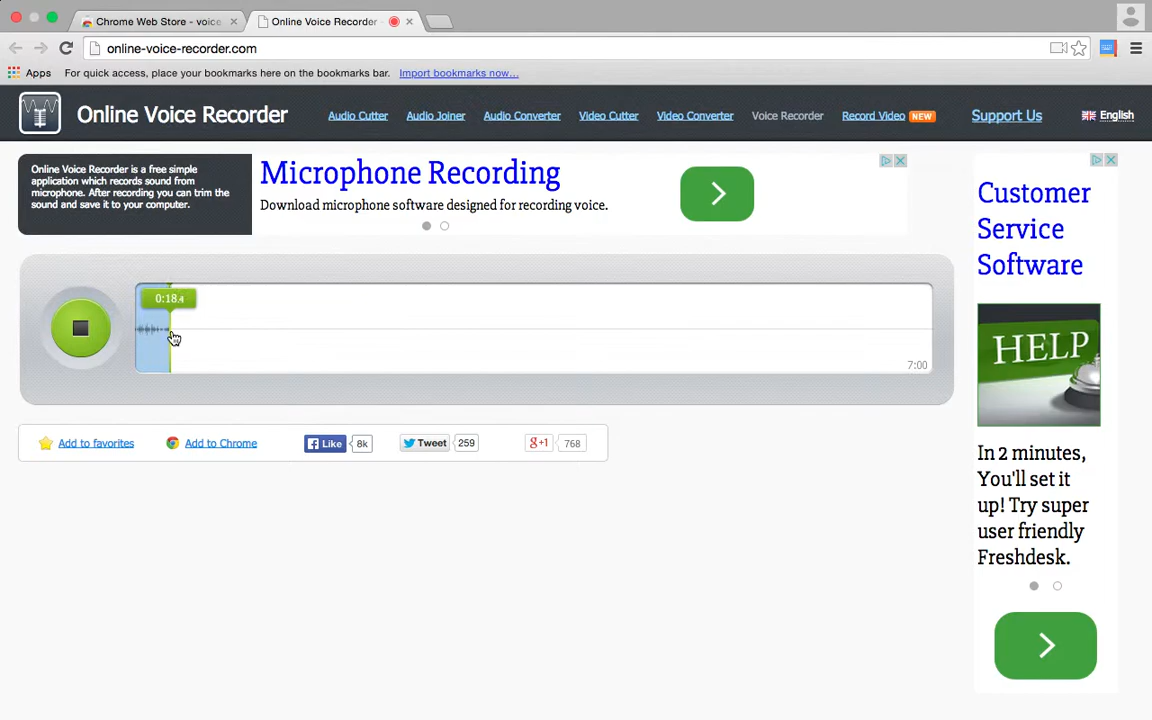 Chrome Web Store - voice
Online Voice Recorder
online-voice-recorder.com
Apps
For quick access, place your bookmarks here on the bookmarks bar.
Import bookmarks now…
Online Voice Recorder
Audio Cutter
Audio Joiner
Audio Converter
Video Cutter
Video Converter
Voice Recorder
Record Video NEW
Support Us
English
Online Voice Recorder is a free simple
application which records sound from
microphone. After recording you can trim the
sound and save it to your computer.
Microphone Recording
Download microphone software designed for recording voice.
Customer
Service
Software
0:18.4
7:00
HELP
Add to favorites
Add to Chrome
Like 8k
Tweet 259
g+1 768
In 2 minutes,
You'll set it
up! Try super
user friendly
Freshdesk.